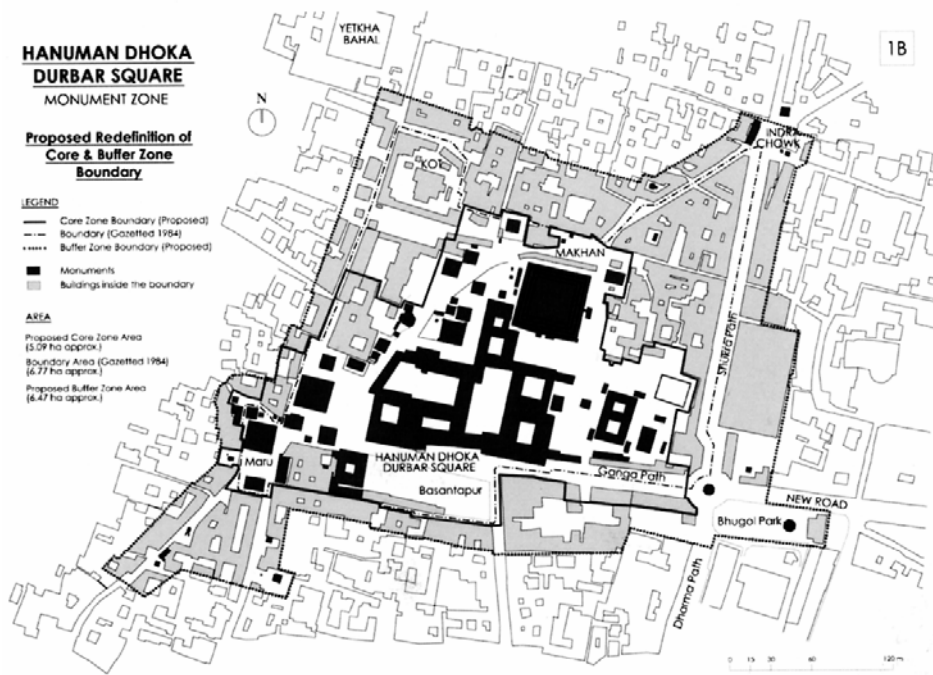 HANUMAN DHOKA
DURBAR SQUARE
MONUMENT ZONE
Proposed Redefinition of
Core & Buffer Zone
Boundary
LEGEND
Core Zone Boundary (Proposed)
Boundary (Gazetted 1984)
Buffer Zone Boundary (Proposed)
Monuments
Buildings inside the boundary
AREA
Proposed Core Zone Area
(5.09 ha approx.)
Boundary Area (Gazetted 1984)
(6.77 ha approx.)
Proposed Buffer Zone Area
(6.47 ha approx.)
N
1B
YETKHA
BAHAL
KOT
INDRA
CHOWK
MAKHAN
Shukra Path
Maru
HANUMAN DHOKA
DURBAR SQUARE
Basantapur
Ganga Path
NEW ROAD
Bhugol Park
Dharma Path
0 15 30 60 120 m